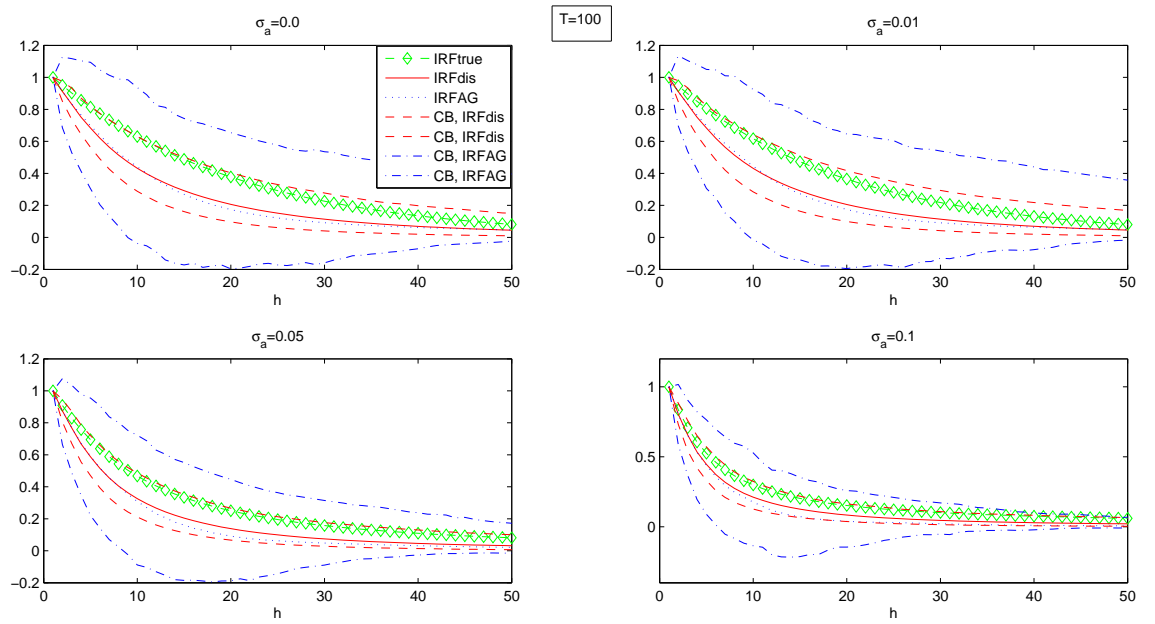 T=100
σa=0.0
1.2
1
0.8
0.6
0.4
0.2
0
−0.2
0 10 20 30 40 50
h
IRFtrue
IRFdis
IRFAG
CB, IRFdis
CB, IRFdis
CB, IRFAG
CB, IRFAG
σa=0.01
1.2
1
0.8
0.6
0.4
0.2
0
−0.2
0 10 20 30 40 50
h
σa=0.05
1.2
1
0.8
0.6
0.4
0.2
0
−0.2
0 10 20 30 40 50
h
σa=0.1
1
0.5
0
0 10 20 30 40 50
h